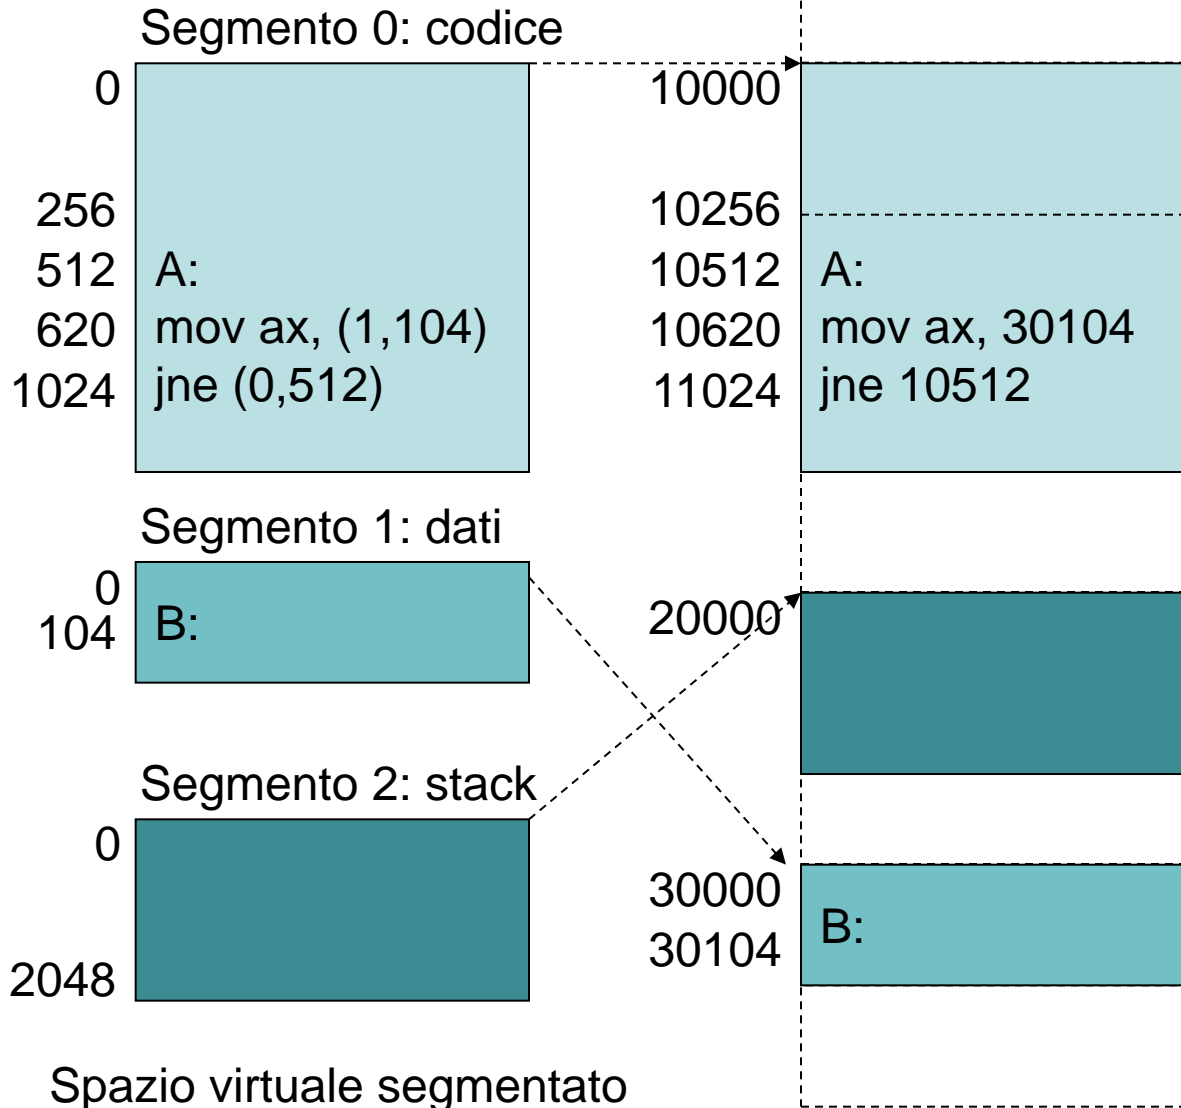 Segmento 0: codice
0
256
512
620
1024
A:
mov ax, (1,104)
jne (0,512)
10000
10256
10512
10620
11024
A:
mov ax, 30104
jne 10512
Segmento 1: dati
0
104
B:
20000
Segmento 2: stack
0
2048
30000
30104
B:
Spazio virtuale segmentato